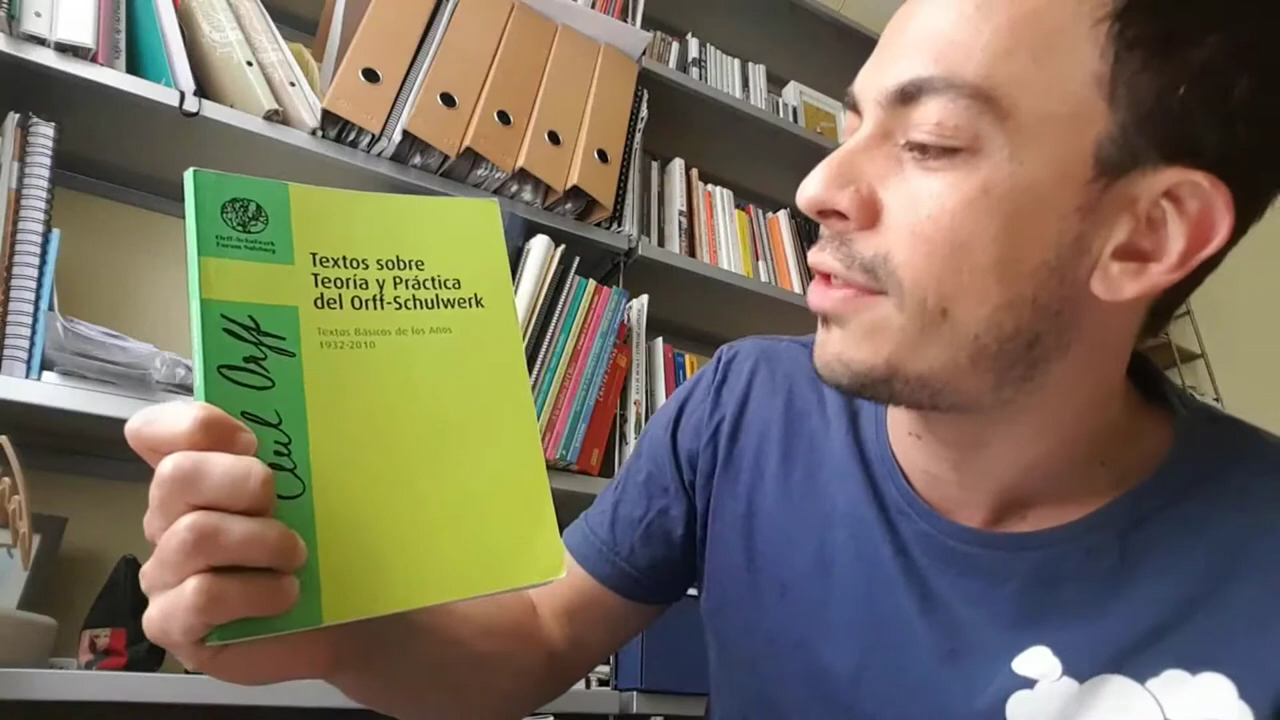 Orff-Schulwerk
Forum Salzburg
Textos sobre
Teoría y Práctica
del Orff-Schulwerk
Textos Básicos de los Años
1932-2010
Carl Orff